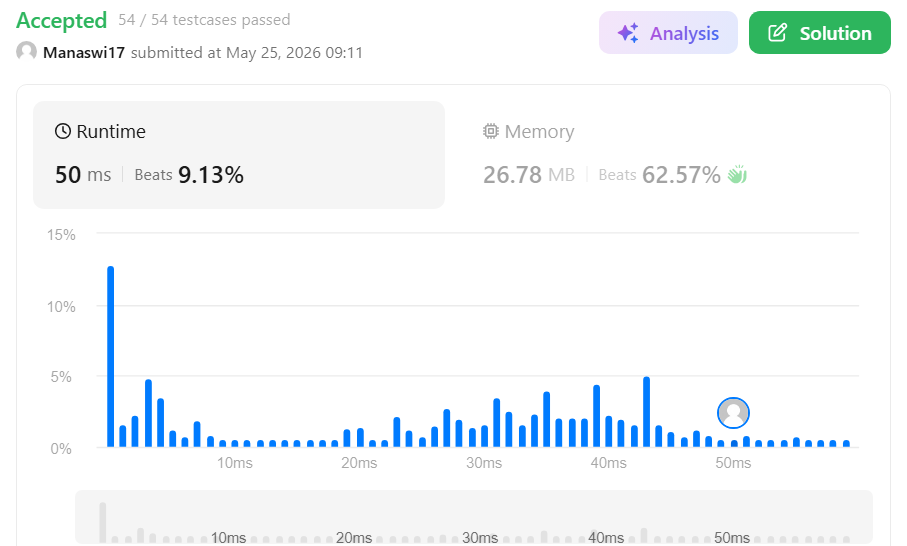 Accepted 54 / 54 testcases passed
Manaswi17 submitted at May 25, 2026 09:11
Analysis
Solution
Runtime
50 ms Beats 9.13%
Memory
26.78 MB Beats 62.57%
15%
10%
5%
0%
10ms 20ms 30ms 40ms 50ms
10ms 20ms 30ms 40ms 50ms